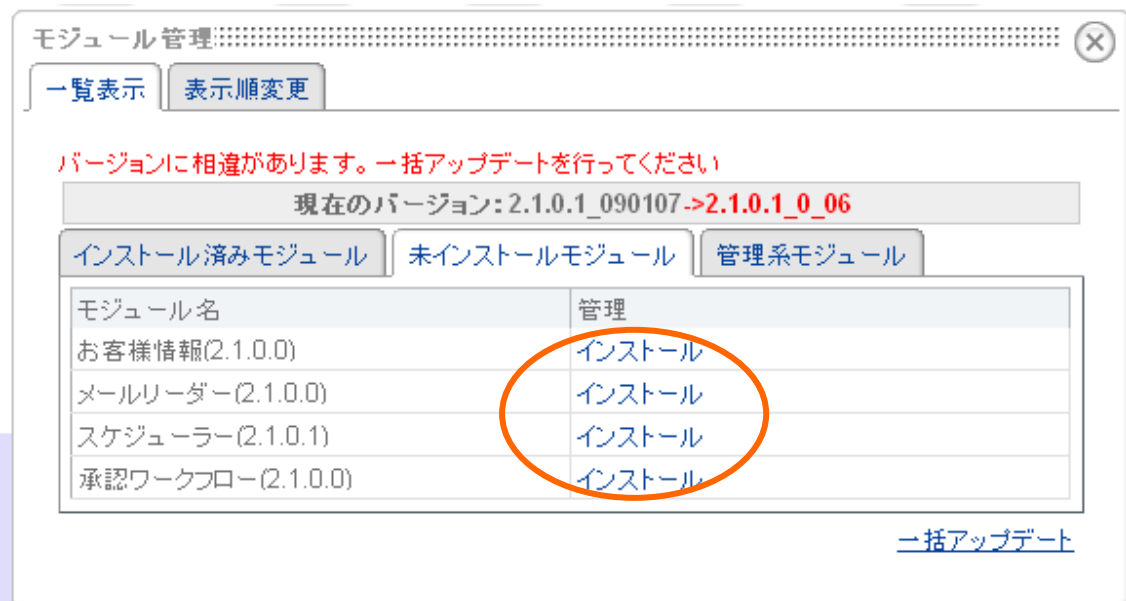 モジュール管理
一覧表示 表示順変更
バージョンに相違があります。一括アップデートを行ってください
現在のバージョン:2.1.0.1_090107->2.1.0.1_0_06
インストール済みモジュール 未インストールモジュール 管理系モジュール
モジュール名 管理
お客様情報(2.1.0.0) インストール
メールリーダー(2.1.0.0) インストール
スケジューラー(2.1.0.1) インストール
承認ワークフロー(2.1.0.0) インストール
一括アップデート